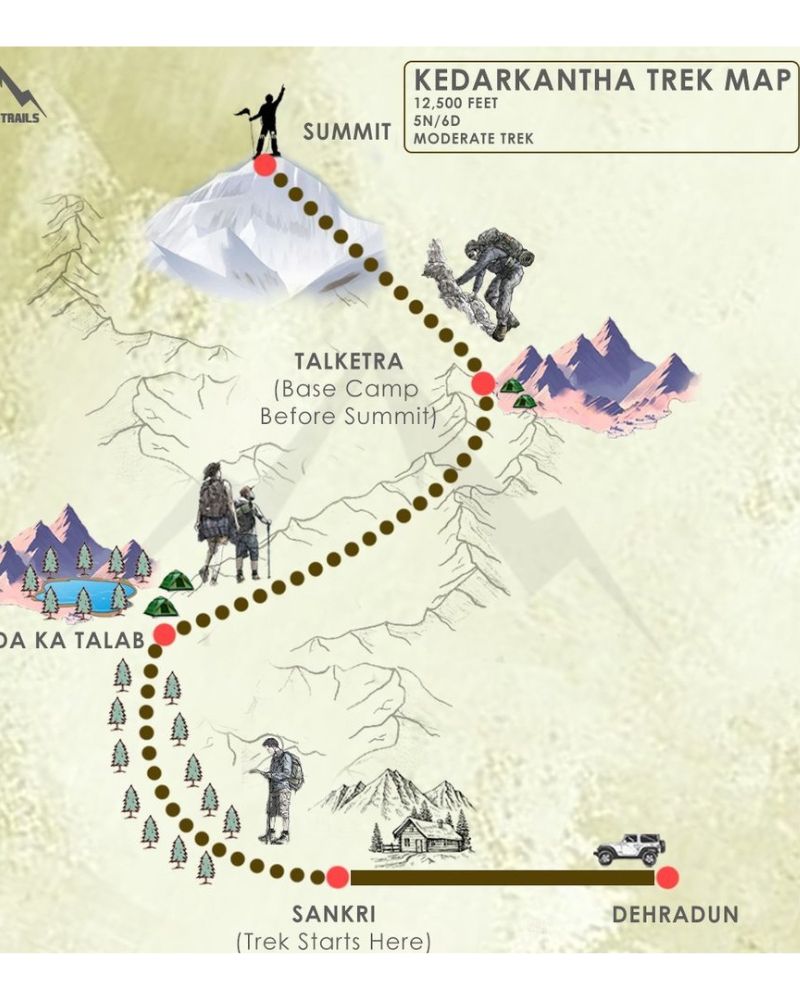 TRAILS
KEDARKANTHA TREK MAP
12,500 FEET
5N/6D
MODERATE TREK
SUMMIT
TALKETRA
(Base Camp
Before Summit)
DA KA TALAB
SANKRI
(Trek Starts Here)
DEHRADUN